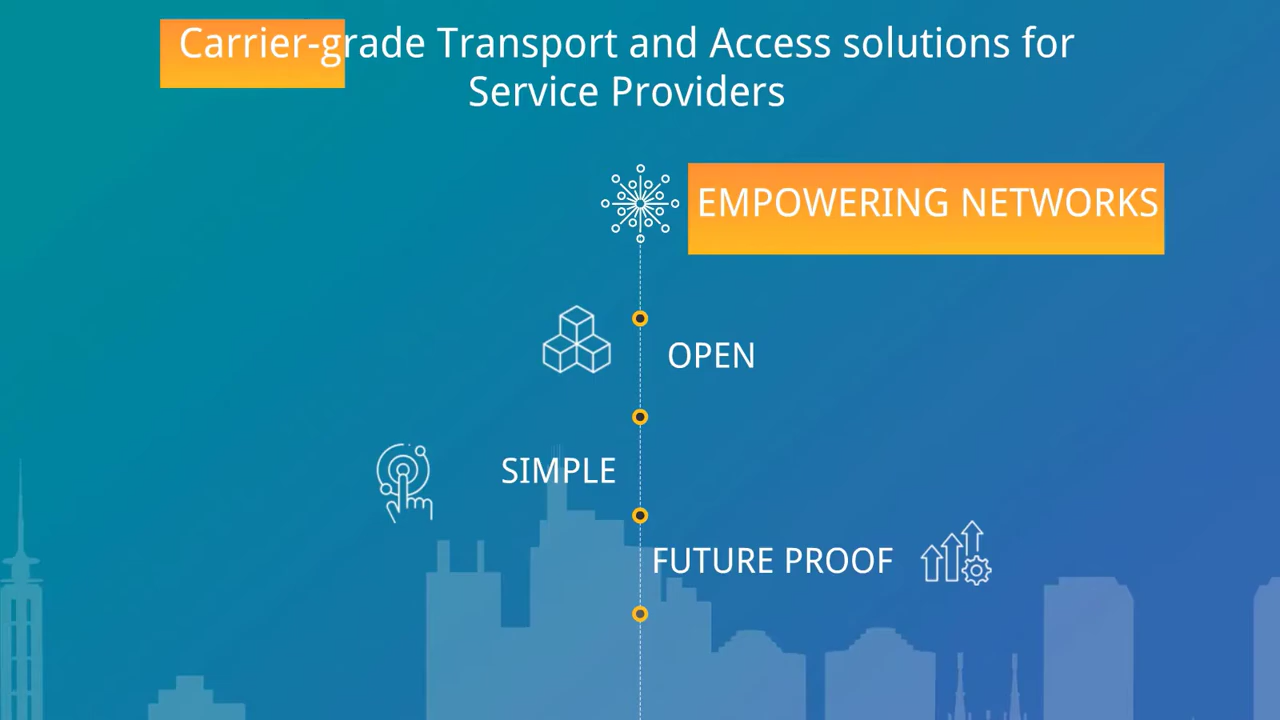 Carrier-grade Transport and Access solutions for
Service Providers
EMPOWERING NETWORKS
OPEN
SIMPLE
FUTURE PROOF